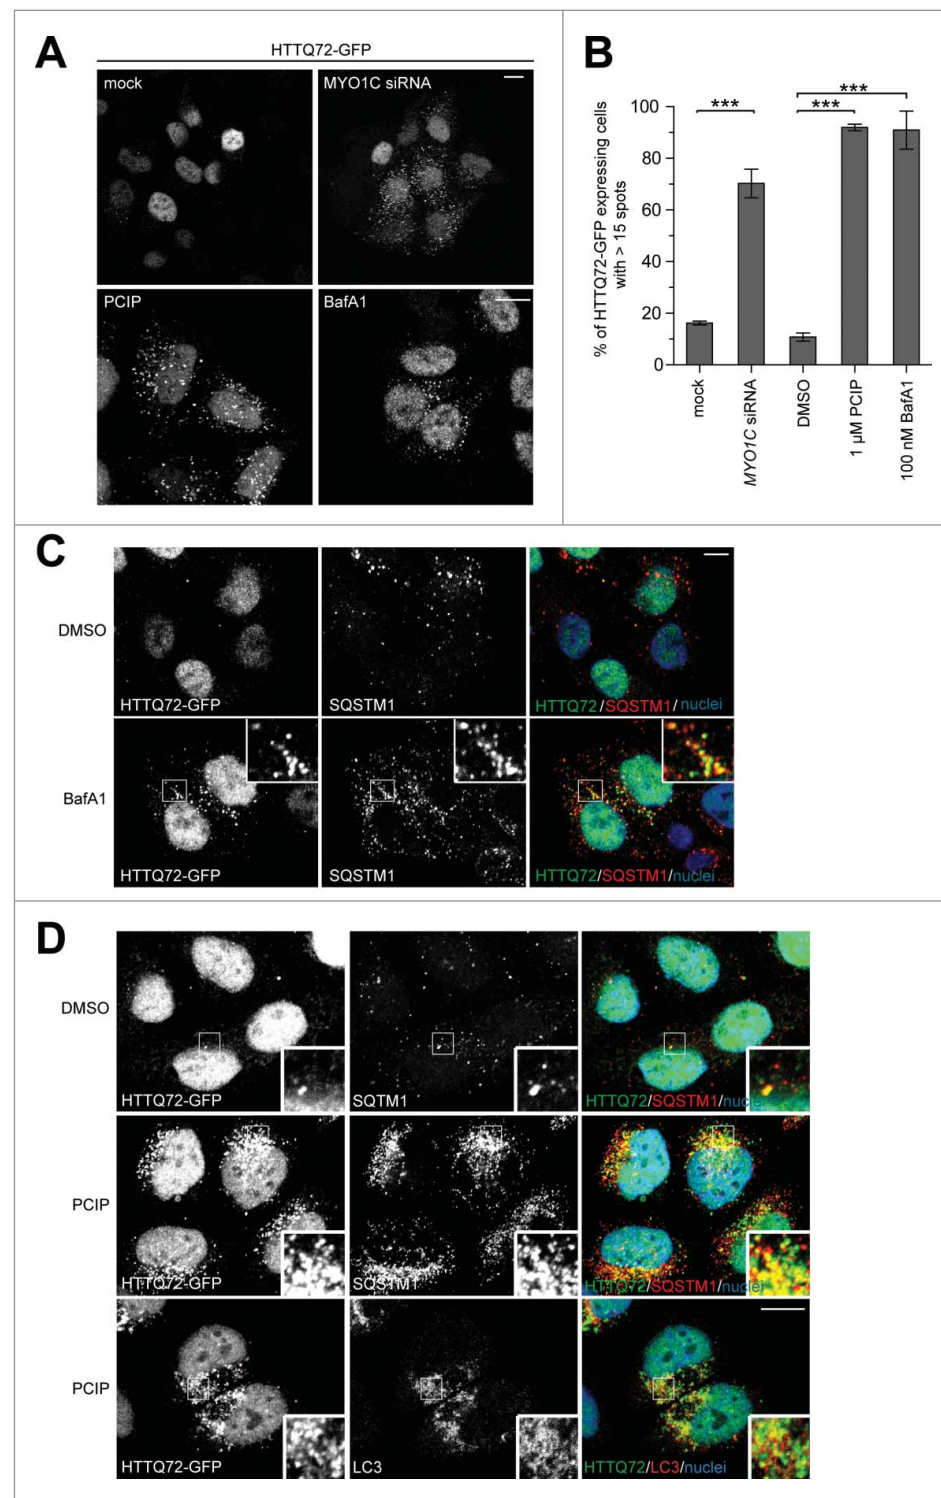 A
HTTQ72-GFP
mock
MYO1C siRNA
PCIP
BafA1
B
% of HTTQ72-GFP expressing cells
with > 15 spots
100
80
60
40
20
0
***
***
***
mock
MYO1C siRNA
DMSO
1 µM PCIP
100 nM BafA1
C
DMSO
HTTQ72-GFP
SQSTM1
HTTQ72/SQSTM1/nuclei
BafA1
HTTQ72-GFP
SQSTM1
HTTQ72/SQSTM1/nuclei
D
DMSO
HTTQ72-GFP
SQTM1
HTTQ72/SQSTM1/nuclei
PCIP
HTTQ72-GFP
SQSTM1
HTTQ72/SQSTM1/nuclei
PCIP
HTTQ72-GFP
LC3
HTTQ72/LC3/nuclei